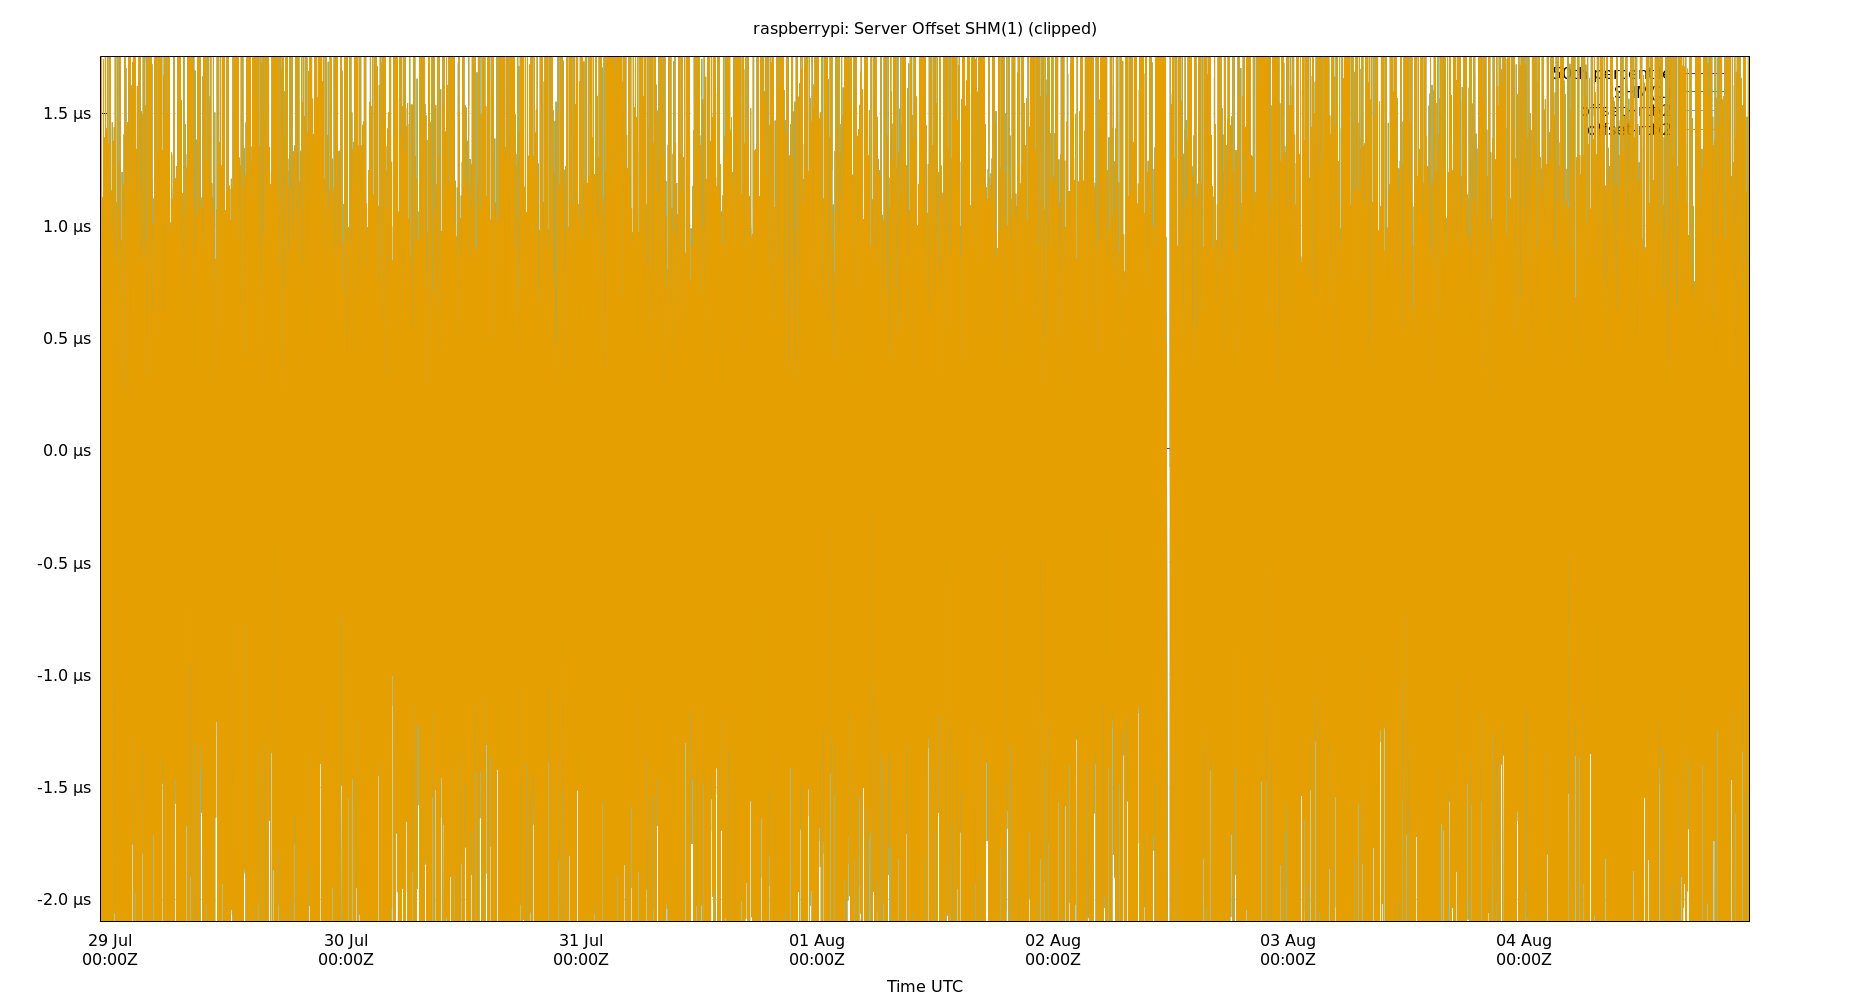 raspberrypi: Server Offset SHM(1) (clipped)
50th percentile
1.5 µs
1.0 µs
0.5 µs
0.0 µs
-0.5 µs
-1.0 µs
-1.5 µs
-2.0 µs
29 Jul 30 Jul 31 Jul 01 Aug 02 Aug 03 Aug 04 Aug
00:00Z 00:00Z 00:00Z 00:00Z 00:00Z 00:00Z 00:00Z
Time UTC